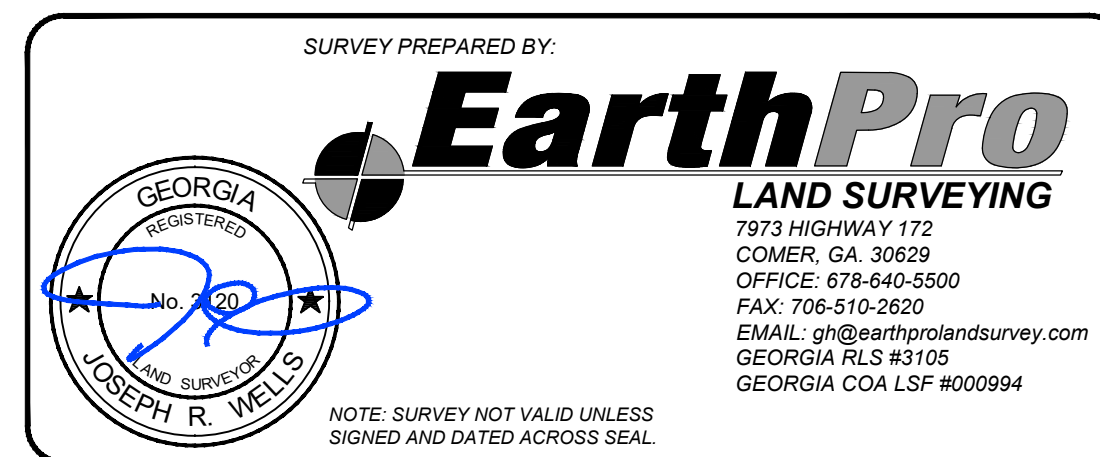 SURVEY PREPARED BY:
EarthPro
LAND SURVEYING
7973 HIGHWAY 172
COMER, GA. 30629
OFFICE: 678-640-5500
FAX: 706-510-2620
EMAIL: gh@earthprolandsurvey.com
GEORGIA RLS #3105
GEORGIA COA LSF #000994
GEORGIA
REGISTERED
No. 3120
LAND SURVEYOR
JOSEPH R. WELLS
NOTE: SURVEY NOT VALID UNLESS
SIGNED AND DATED ACROSS SEAL.